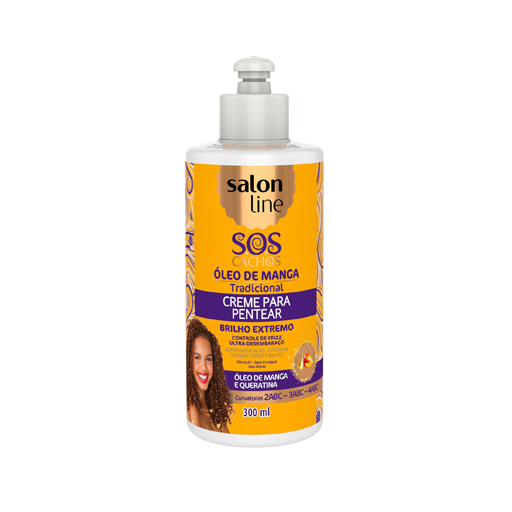 salon
line
SOS
CACHOS
ÓLEO DE MANGA
Tradicional
CREME PARA
PENTEAR
BRILHO EXTREMO
CONTROLE DE FRIZZ
ULTRA DESEMBARAÇO
ÓLEO DE MANGA
E QUERATINA
Curvaturas 2ABC – 3ABC – 4ABC
300 ml